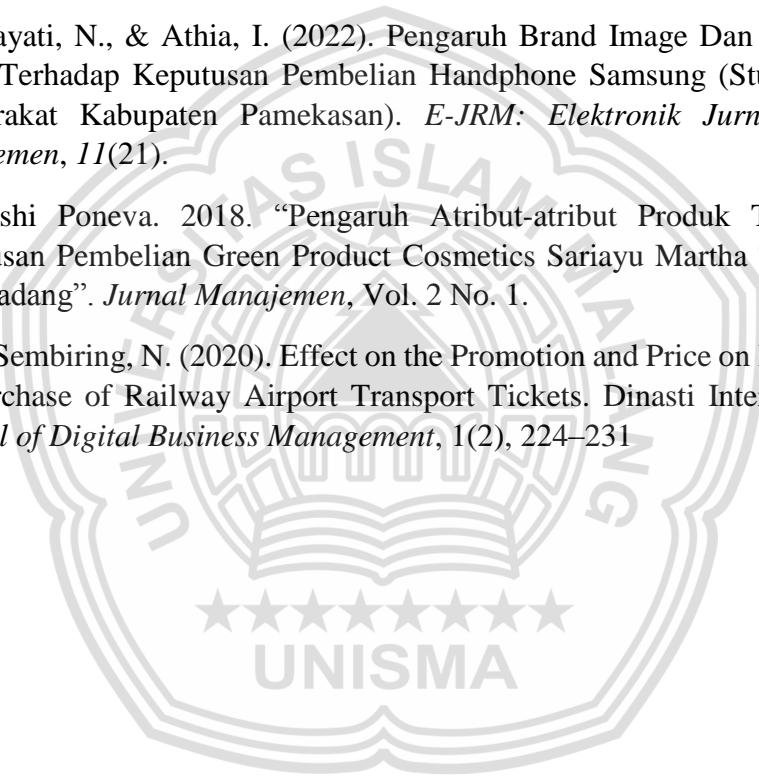 ayati, N., & Athia, I. (2022). Pengaruh Brand Image Dan
Terhadap Keputusan Pembelian Handphone Samsung (Stu
rakat Kabupaten Pamekasan). E-JRM: Elektronik Jurn
emen, 11(21).
shi Poneva. 2018. “Pengaruh Atribut-atribut Produk T
usan Pembelian Green Product Cosmetics Sariayu Martha
adang”. Jurnal Manajemen, Vol. 2 No. 1.
Sembiring, N. (2020). Effect on the Promotion and Price on
rchase of Railway Airport Transport Tickets. Dinasti Inter
l of Digital Business Management, 1(2), 224–231
UNIVERSITAS ISLAM MALANG
UNISMA